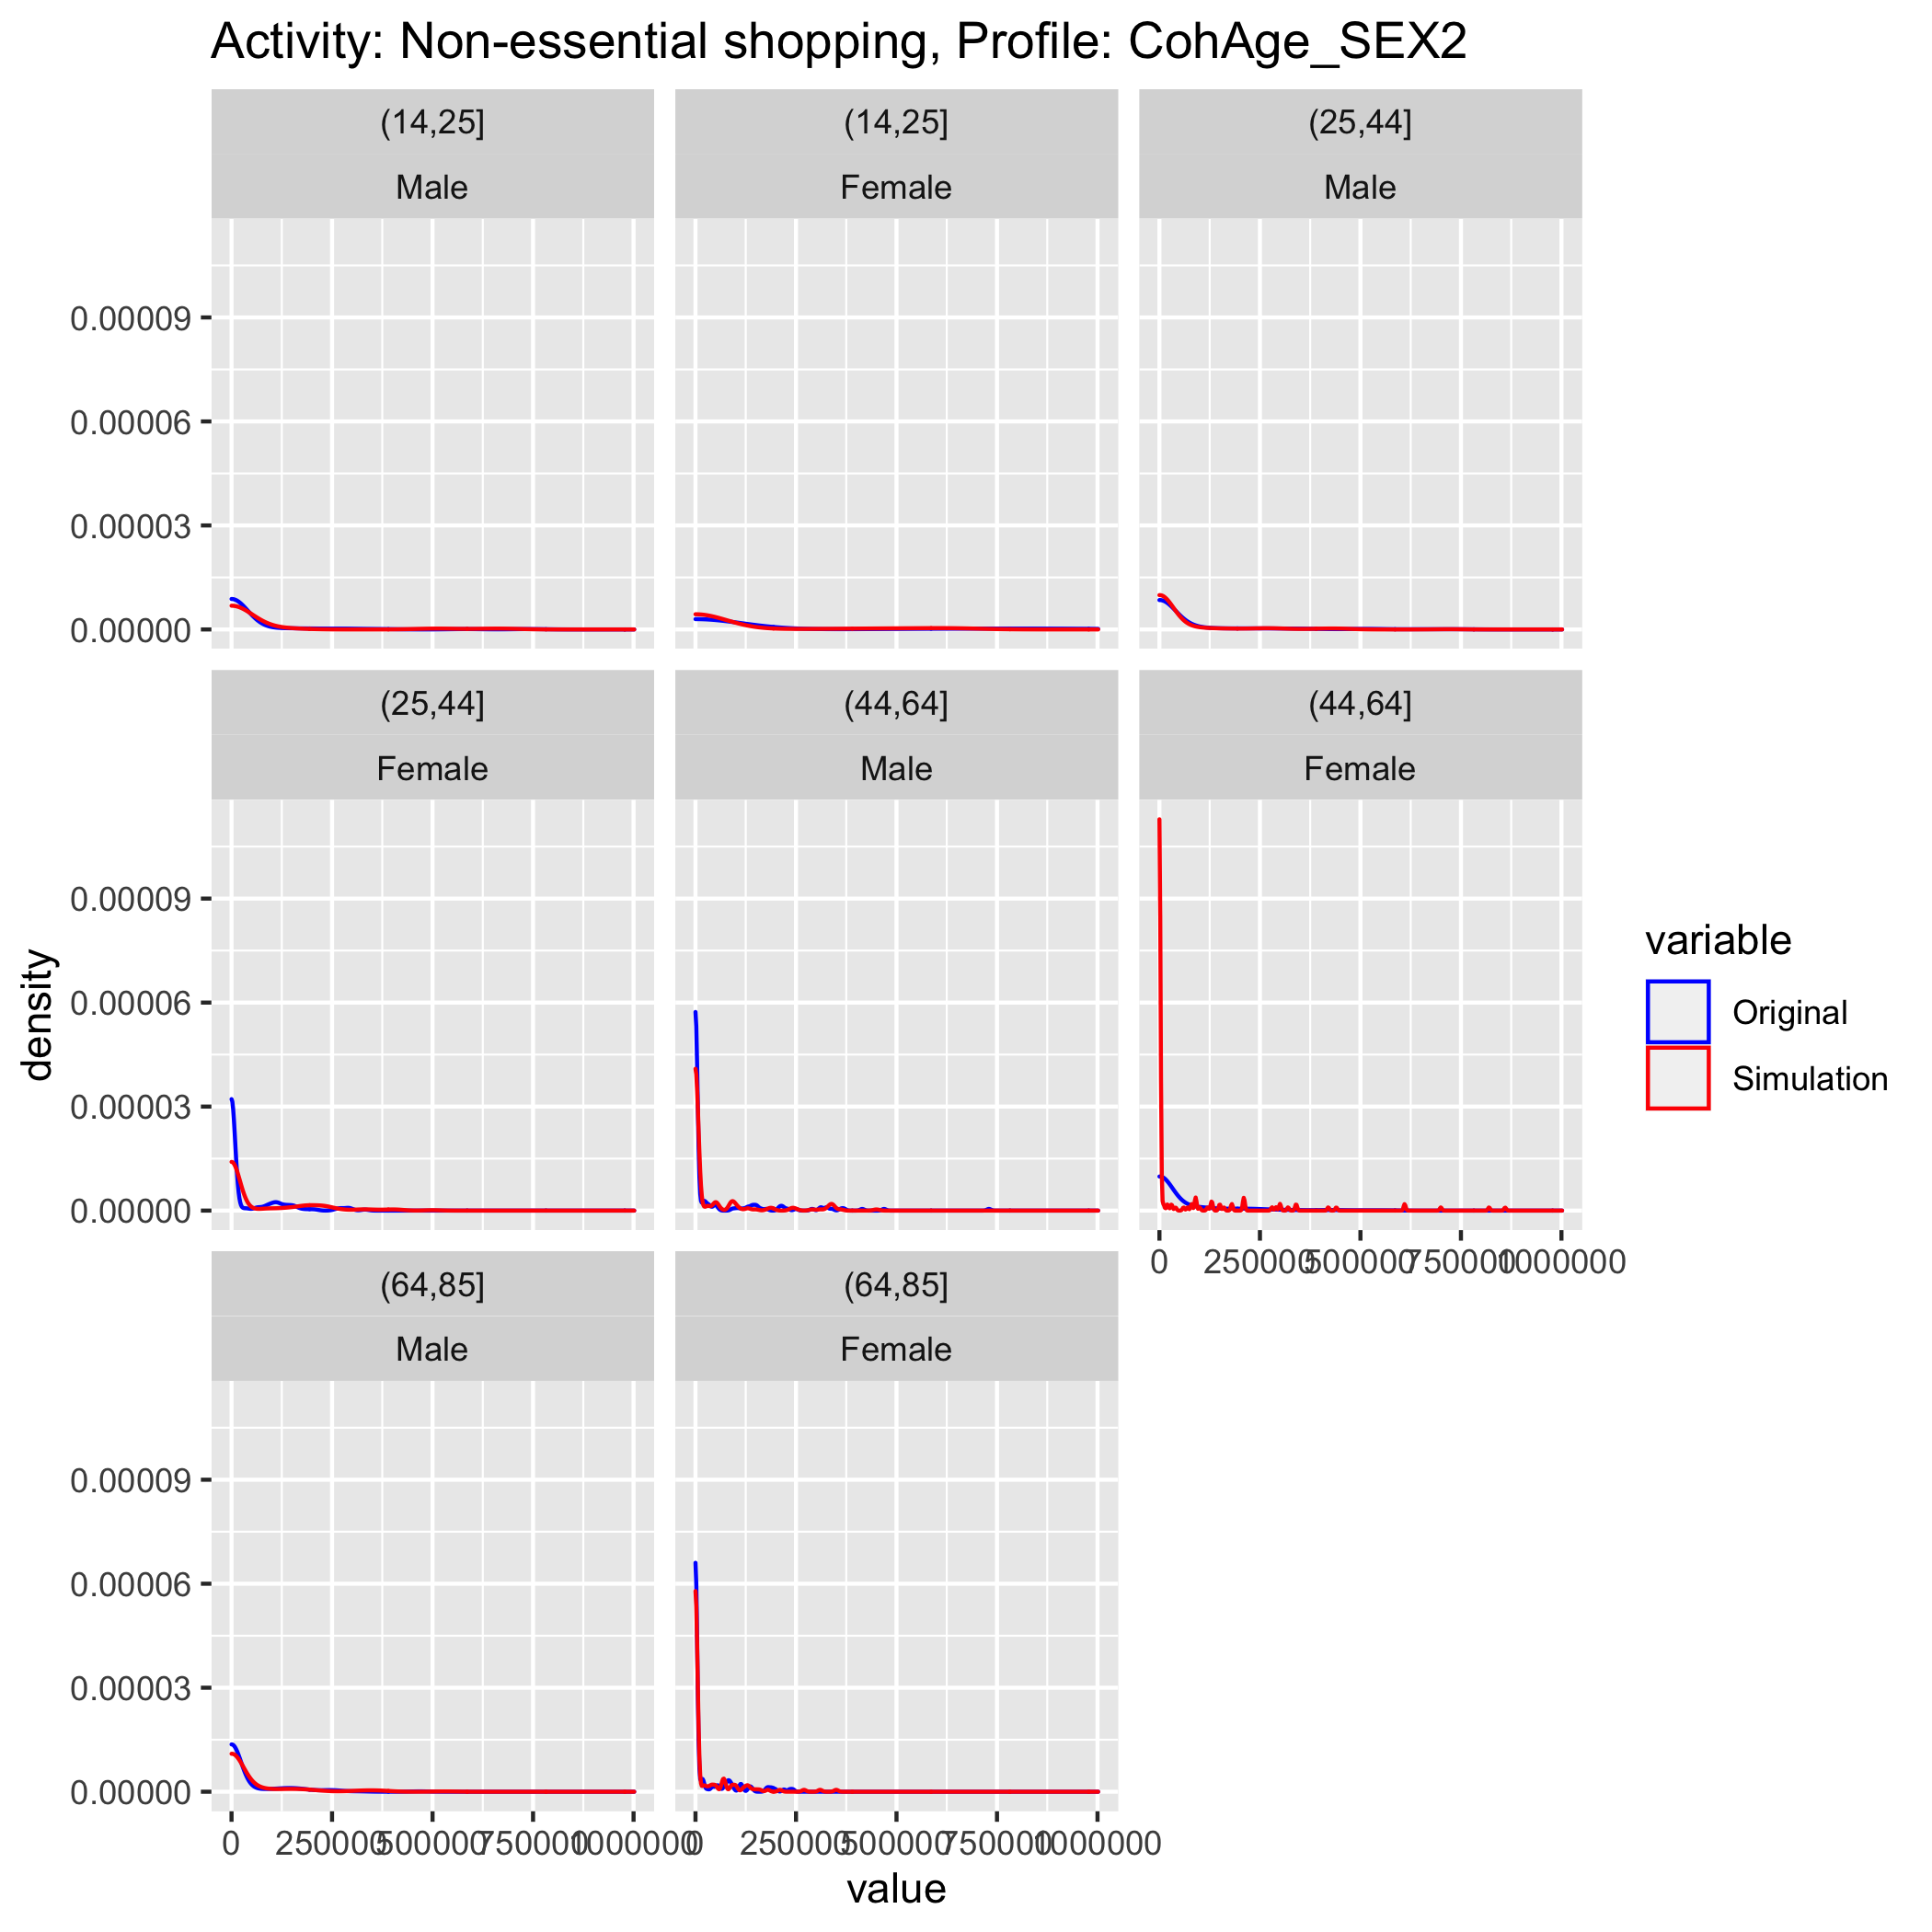 Activity: Non-essential shopping, Profile: CohAge_SEX2
(14,25]
(14,25]
(25,44]
Male
Female
Male
0.00009
0.00006
0.00003
0.00000
(25,44]
(44,64]
(44,64]
Female
Male
Female
0.00009
0.00006
0.00003
0.00000
0
250000
500000
750000
1000000
(64,85]
(64,85]
Male
Female
0.00009
0.00006
0.00003
0.00000
0
250000
500000
750000
1000000
0
250000
500000
750000
1000000
value
density
variable
Original
Simulation